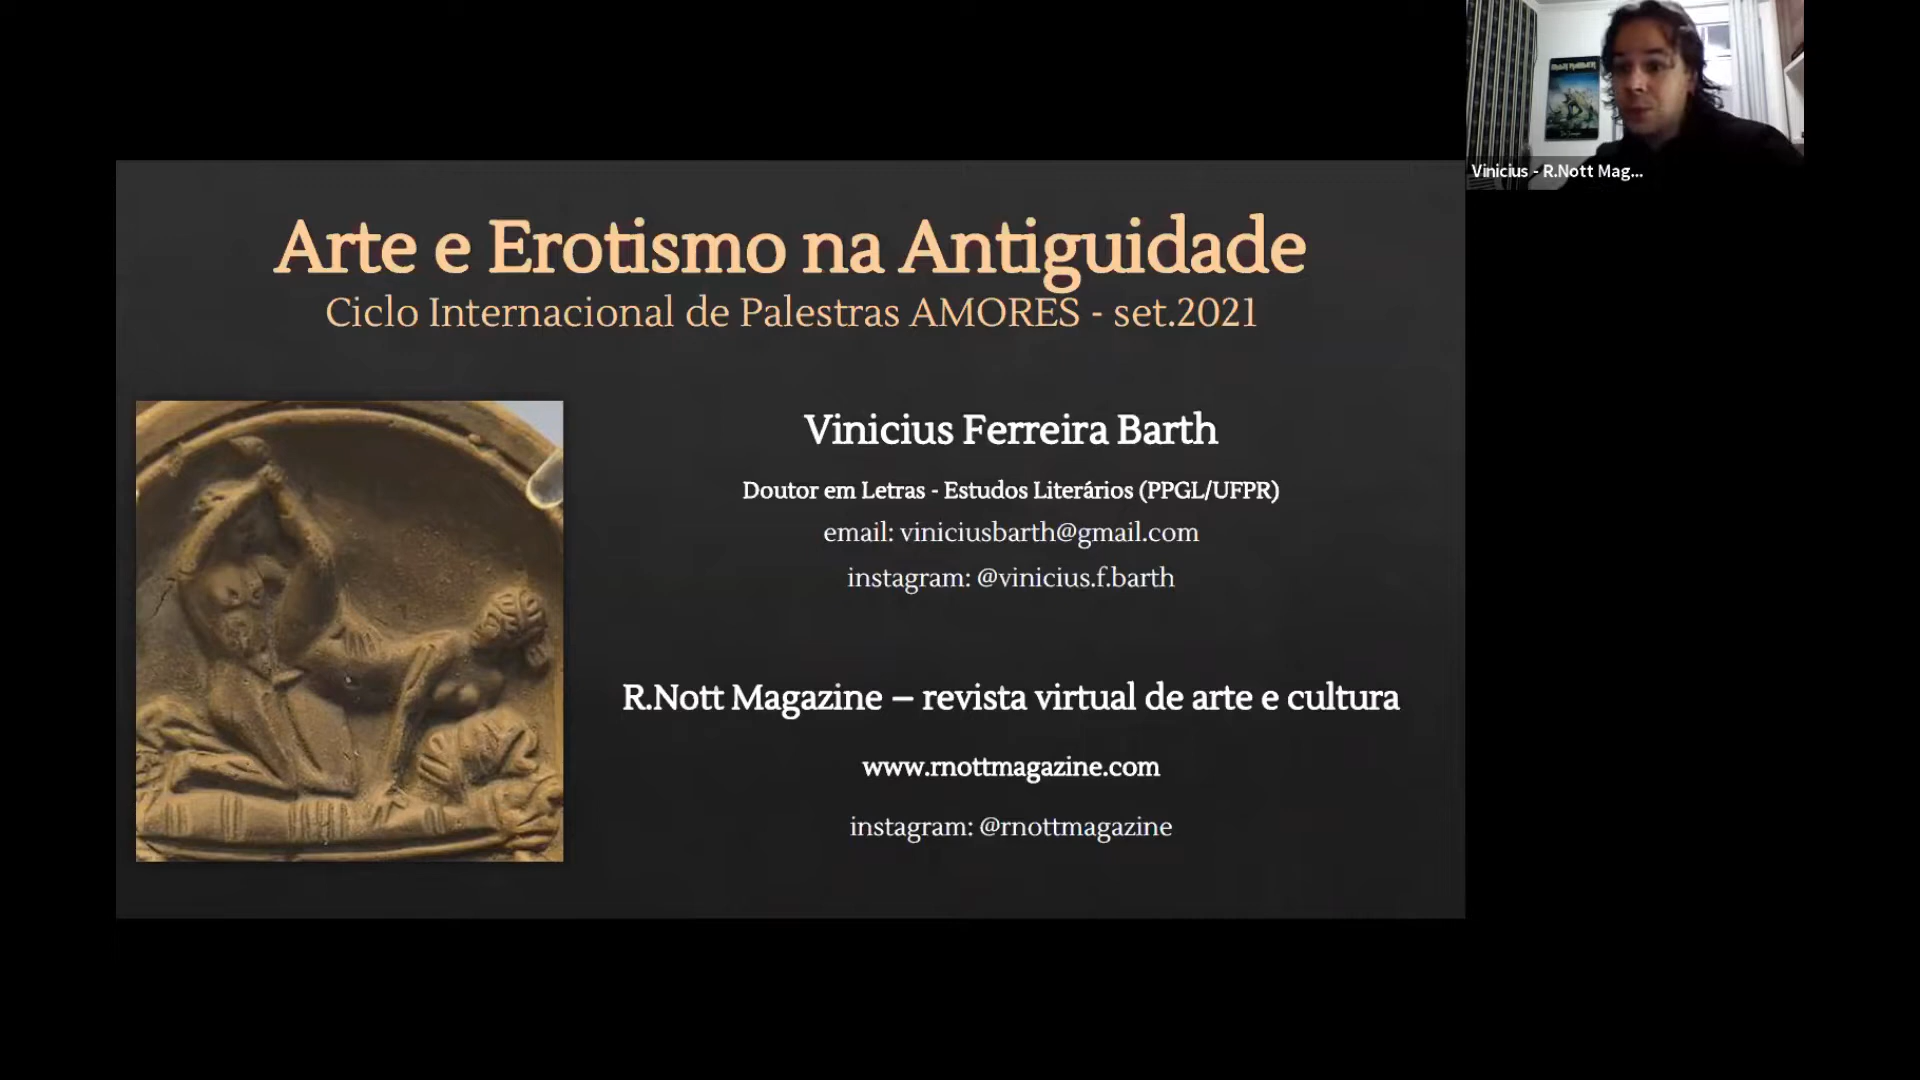 Arte e Erotismo na Antiguidade
Ciclo Internacional de Palestras AMORES - set.2021
Vinicius Ferreira Barth
Doutor em Letras - Estudos Literários (PPGL/UFPR)
email: viniciusbarth@gmail.com
instagram: @vinicius.f.barth
R.Nott Magazine – revista virtual de arte e cultura
www.rnottmagazine.com
instagram: @rnottmagazine
Vinicius - R.Nott Mag...
IRON MAIDEN